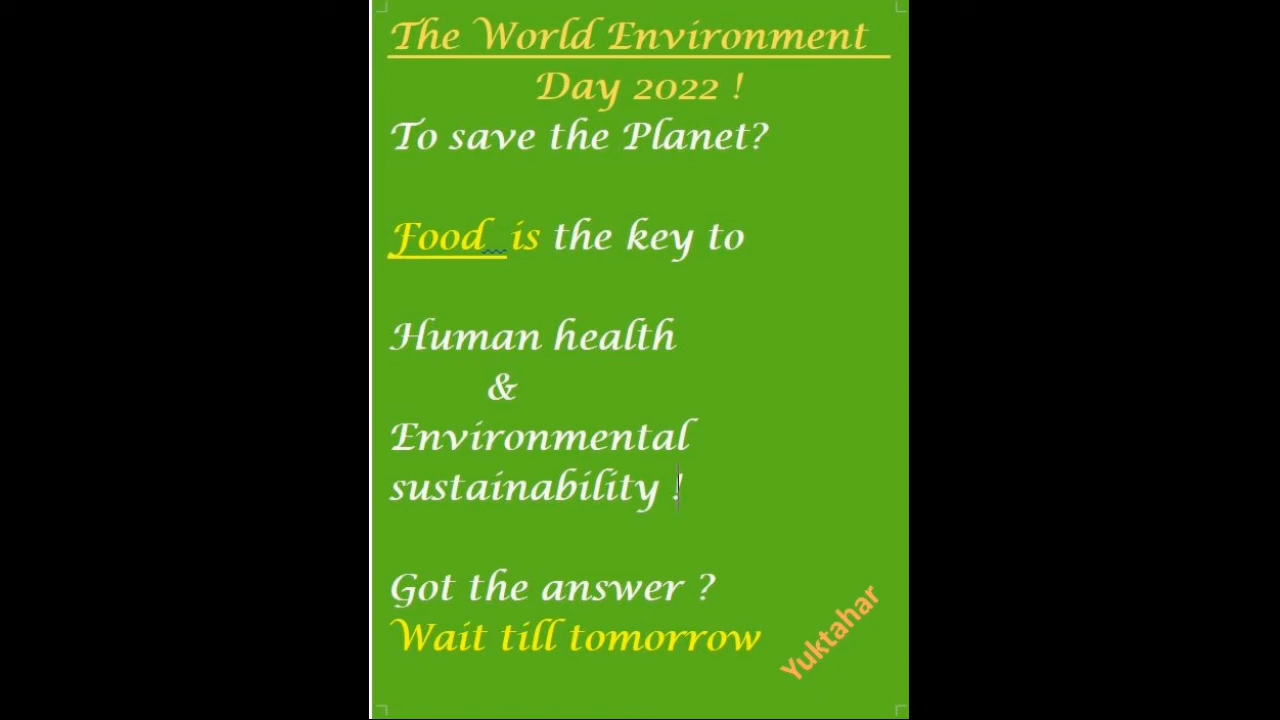 The World Environment
Day 2022 !
To save the Planet?
Food is the key to
Human health
&
Environmental
sustainability !
Got the answer ?
Wait till tomorrow
Yuktahar